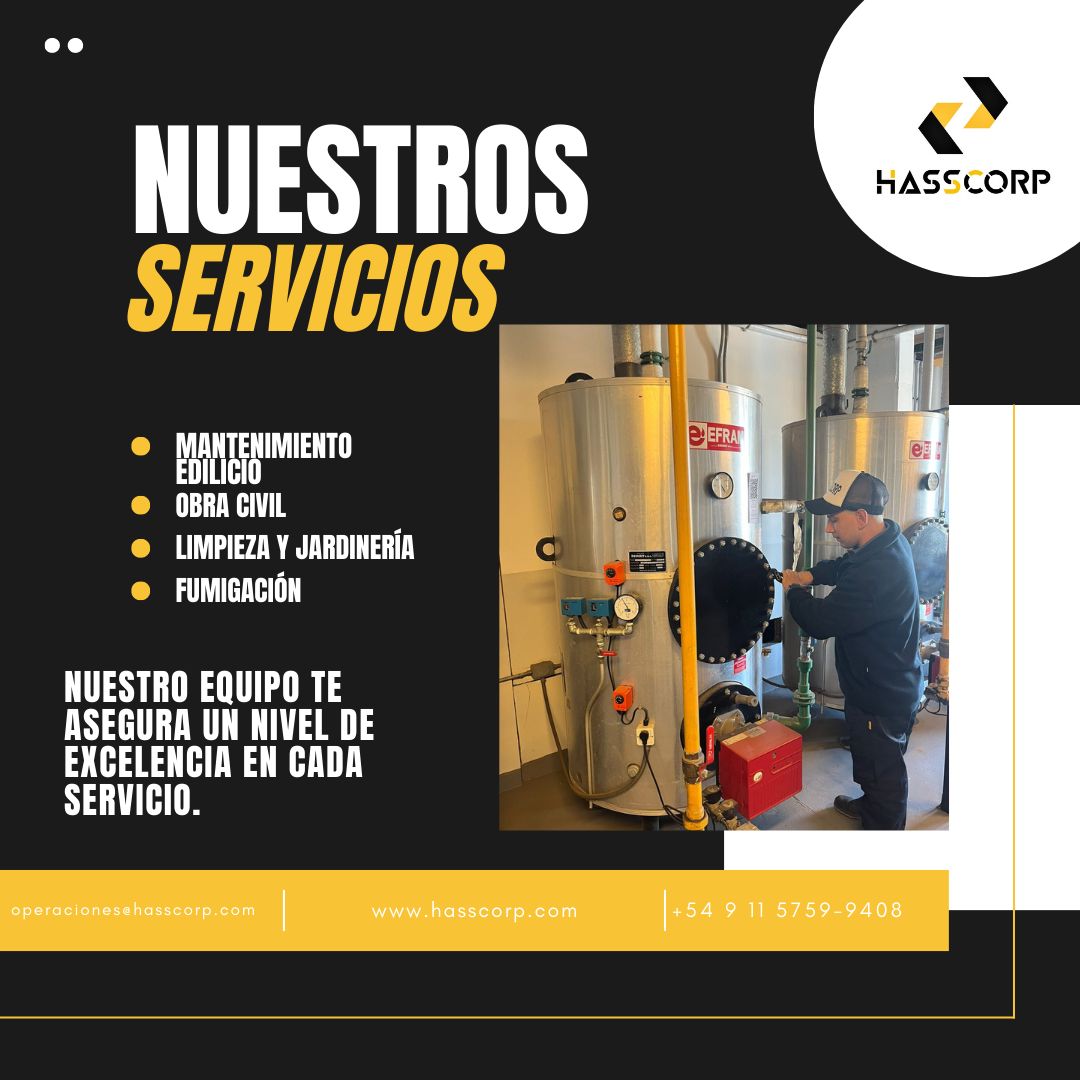 HASSCORP
NUESTROS
SERVICIOS
MANTENIMIENTO
EDILICIO
OBRA CIVIL
LIMPIEZA Y JARDINERÍA
FUMIGACIÓN
NUESTRO EQUIPO TE
ASEGURA UN NIVEL DE
EXCELENCIA EN CADA
SERVICIO.
operaciones@hasscorp.com
www.hasscorp.com
+54 9 11 5759-9408